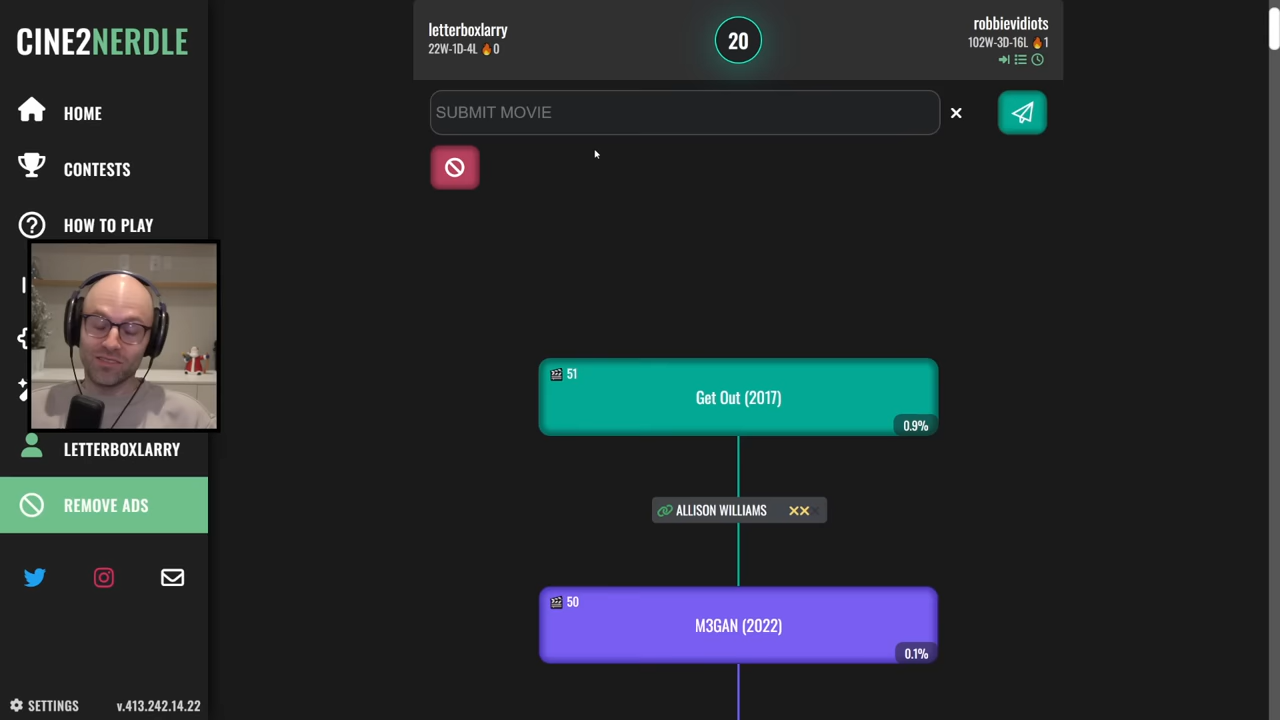 CINE2NERDLE
HOME
CONTESTS
HOW TO PLAY
LETTERBOXLARRY
REMOVE ADS
SETTINGS
v.413.242.14.22
letterboxlarry
22W-1D-4L 🔥0
20
robbievidiots
102W-3D-16L 🔥1
SUBMIT MOVIE
51
Get Out (2017)
0.9%
ALLISON WILLIAMS
50
M3GAN (2022)
0.1%